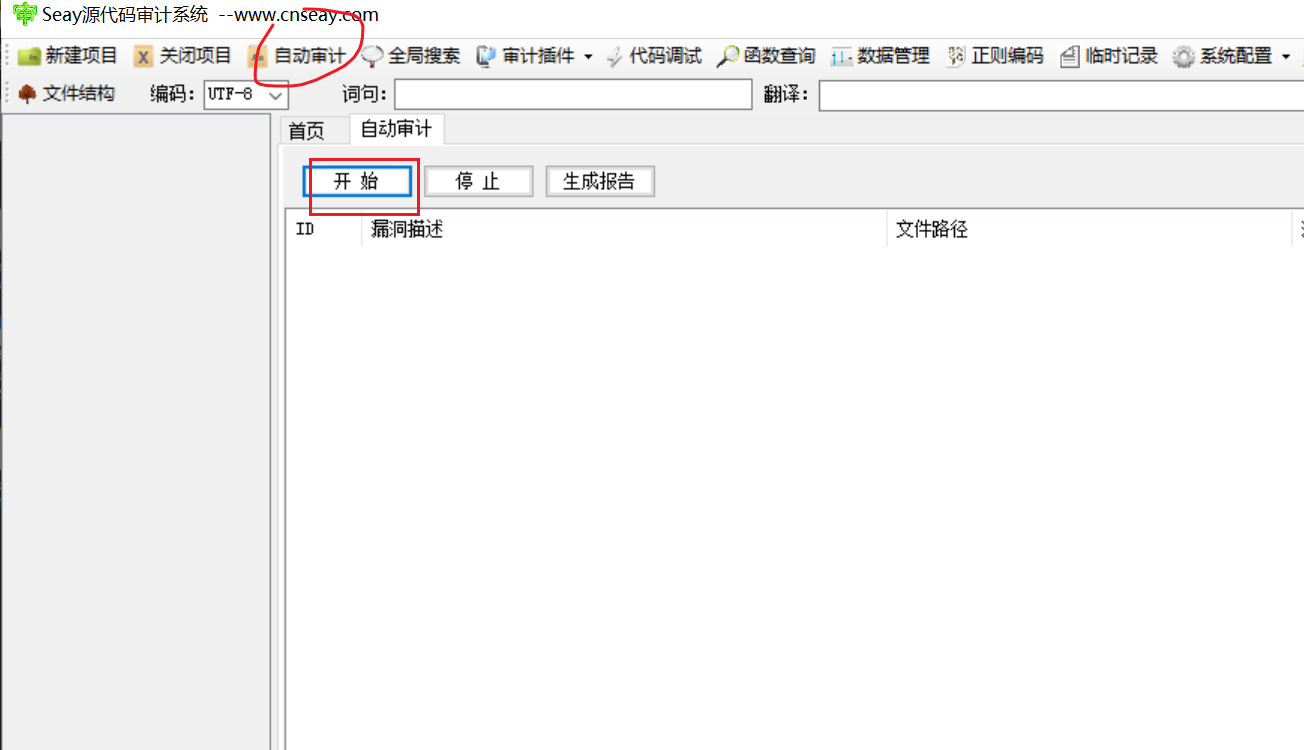 Seay源代码审计系统 --www.cnseay.com
新建项目 关闭项目 自动审计 全局搜索 审计插件 代码调试 函数查询 数据管理 正则编码 临时记录 系统配置
文件结构 编码: UTF-8 词句: 翻译:
首页 自动审计
开 始 停 止 生成报告
ID 漏洞描述 文件路径